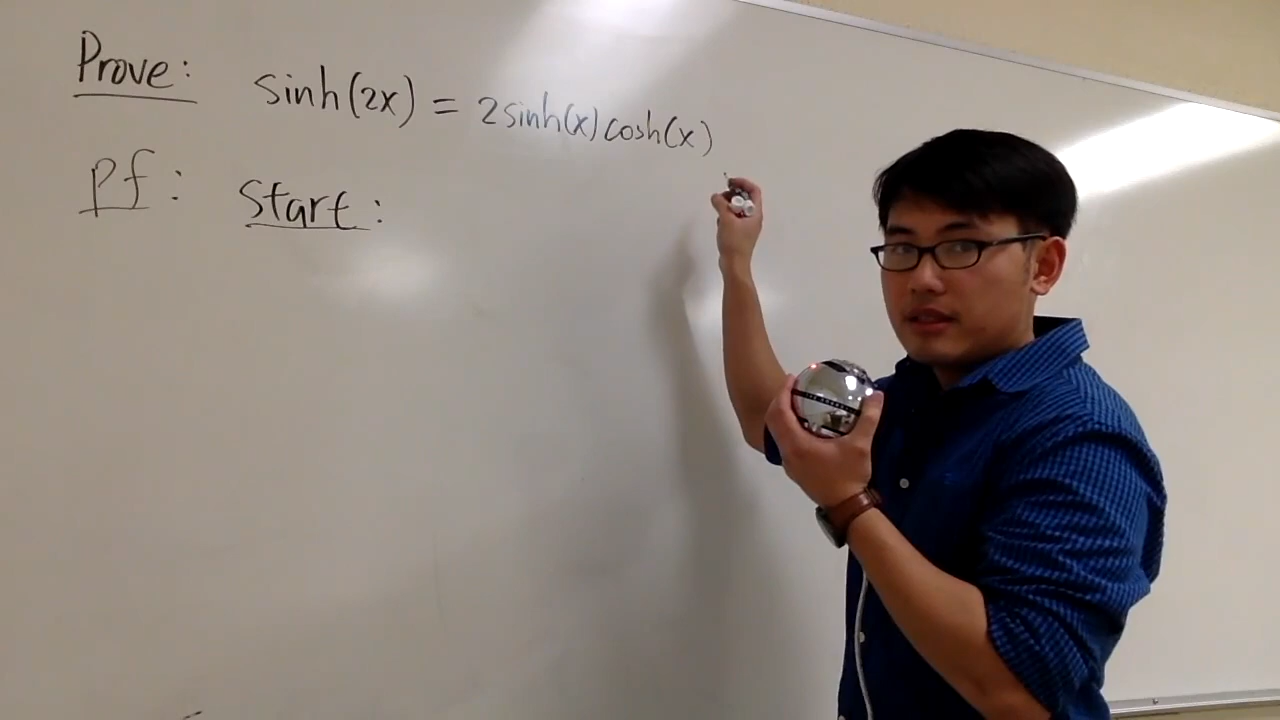 Prove: sinh(2x) = 2sinh(x)cosh(x)
pf: Start: